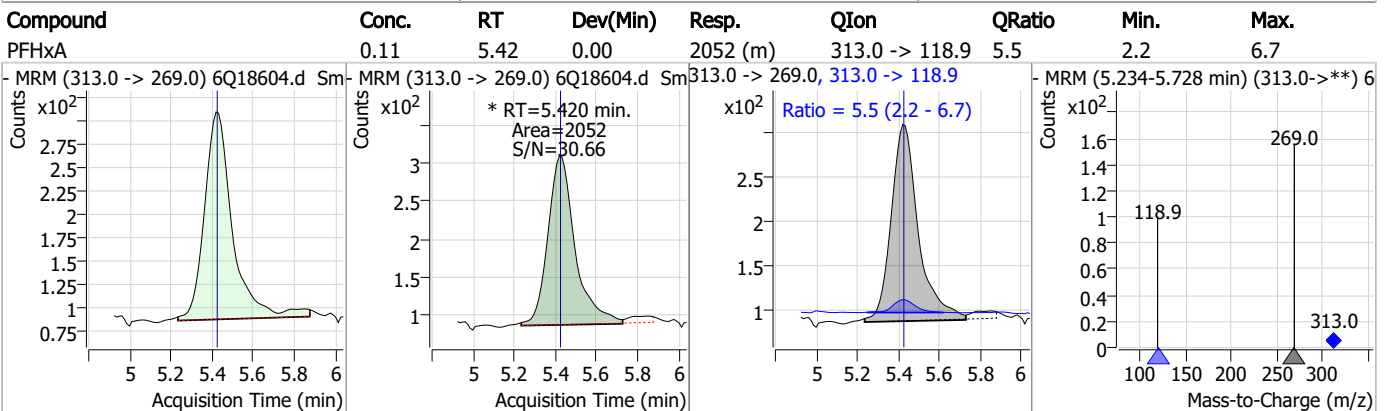 Compound Conc. RT Dev(Min) Resp. QIon QRatio Min. Max.
PFHxA 0.11 5.42 0.00 2052 (m) 313.0 -> 118.9 5.5 2.2 6.7
- MRM (313.0 -> 269.0) 6Q18604.d Sm
x10²
Counts
2.75
2.5
2.25
2
1.75
1.5
1.25
1
0.75
5 5.2 5.4 5.6 5.8 6
Acquisition Time (min)
- MRM (313.0 -> 269.0) 6Q18604.d Sm
x10²
Counts
* RT=5.420 min.
Area=2052
S/N=30.66
3
2.5
2
1.5
1
5 5.2 5.4 5.6 5.8 6
Acquisition Time (min)
313.0 -> 269.0, 313.0 -> 118.9
x10²
Counts
Ratio = 5.5 (2.2 - 6.7)
2.5
2
1.5
1
5 5.2 5.4 5.6 5.8 6
Acquisition Time (min)
- MRM (5.234-5.728 min) (313.0->**) 6
x10²
Counts
1.6
1.4
1.2
1
0.8
0.6
0.4
0.2
0
269.0
118.9
313.0
100 150 200 250 300
Mass-to-Charge (m/z)